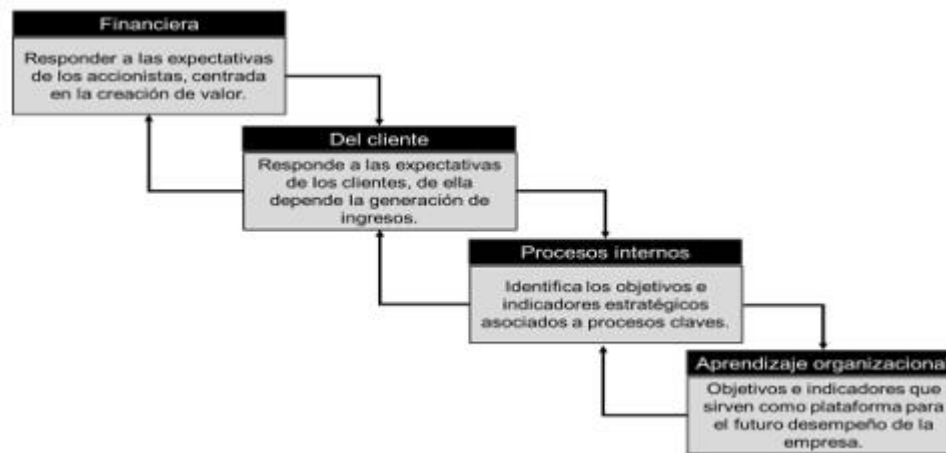 Financiera
Responder a las expectativas
de los accionistas, centrada
en la creación de valor.
Del cliente
Responde a las expectativas
de los clientes, de ella
depende la generación de
ingresos.
Procesos internos
Identifica los objetivos e
indicadores estratégicos
asociados a procesos claves.
Aprendizaje organizaciona
Objetivos e indicadores que
sirven como plataforma para
el futuro desempeño de la
empresa.